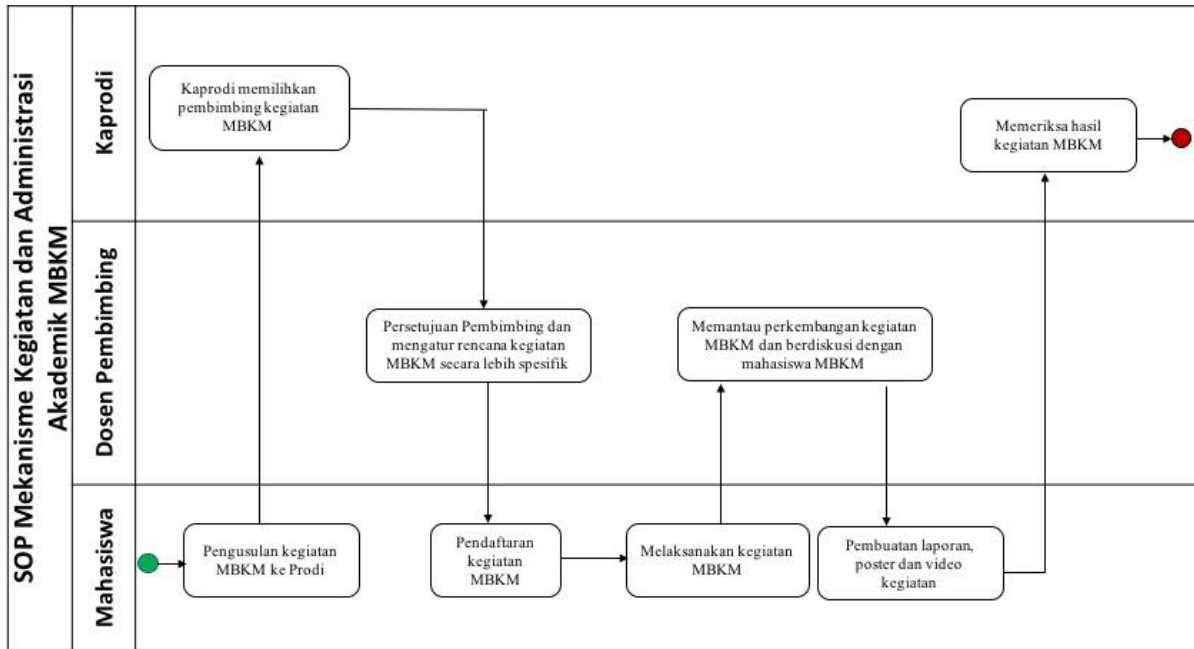 SOP Mekanisme Kegiatan dan Administrasi
Akademik MBKM
Kaprodi
Kaprodi memilihkan
pembimbing kegiatan
MBKM
Memeriksa hasil
kegiatan MBKM
Dosen Pembimbing
Persetujuan Pembimbing dan
mengatur rencana kegiatan
MBKM secara lebih spesifik
Memantau perkembangan kegiatan
MBKM dan berdiskusi dengan
mahasiswa MBKM
Mahasiswa
Pengusulan kegiatan
MBKM ke Prodi
Pendaftaran
kegiatan
MBKM
Melaksanakan kegiatan
MBKM
Pembuatan laporan,
poster dan video
kegiatan